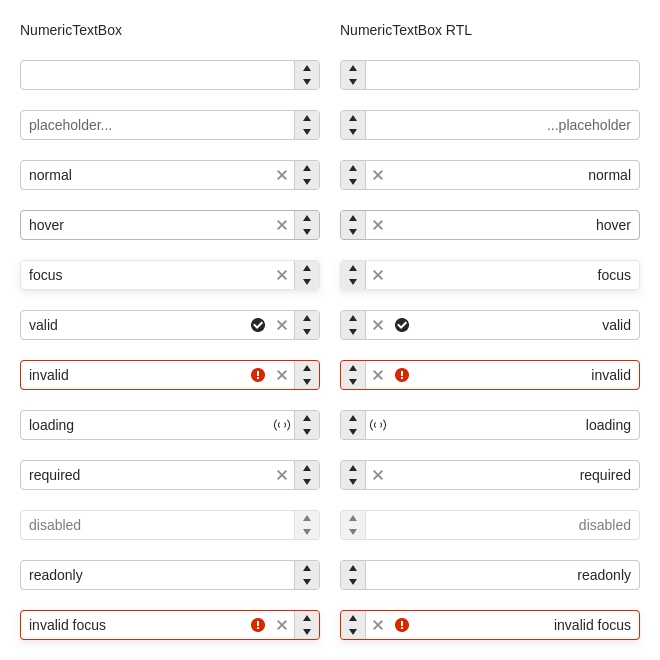 NumericTextBox
NumericTextBox RTL
placeholder...
...placeholder
normal
normal
hover
hover
focus
focus
valid
valid
invalid
invalid
loading
loading
required
required
disabled
disabled
readonly
readonly
invalid focus
invalid focus